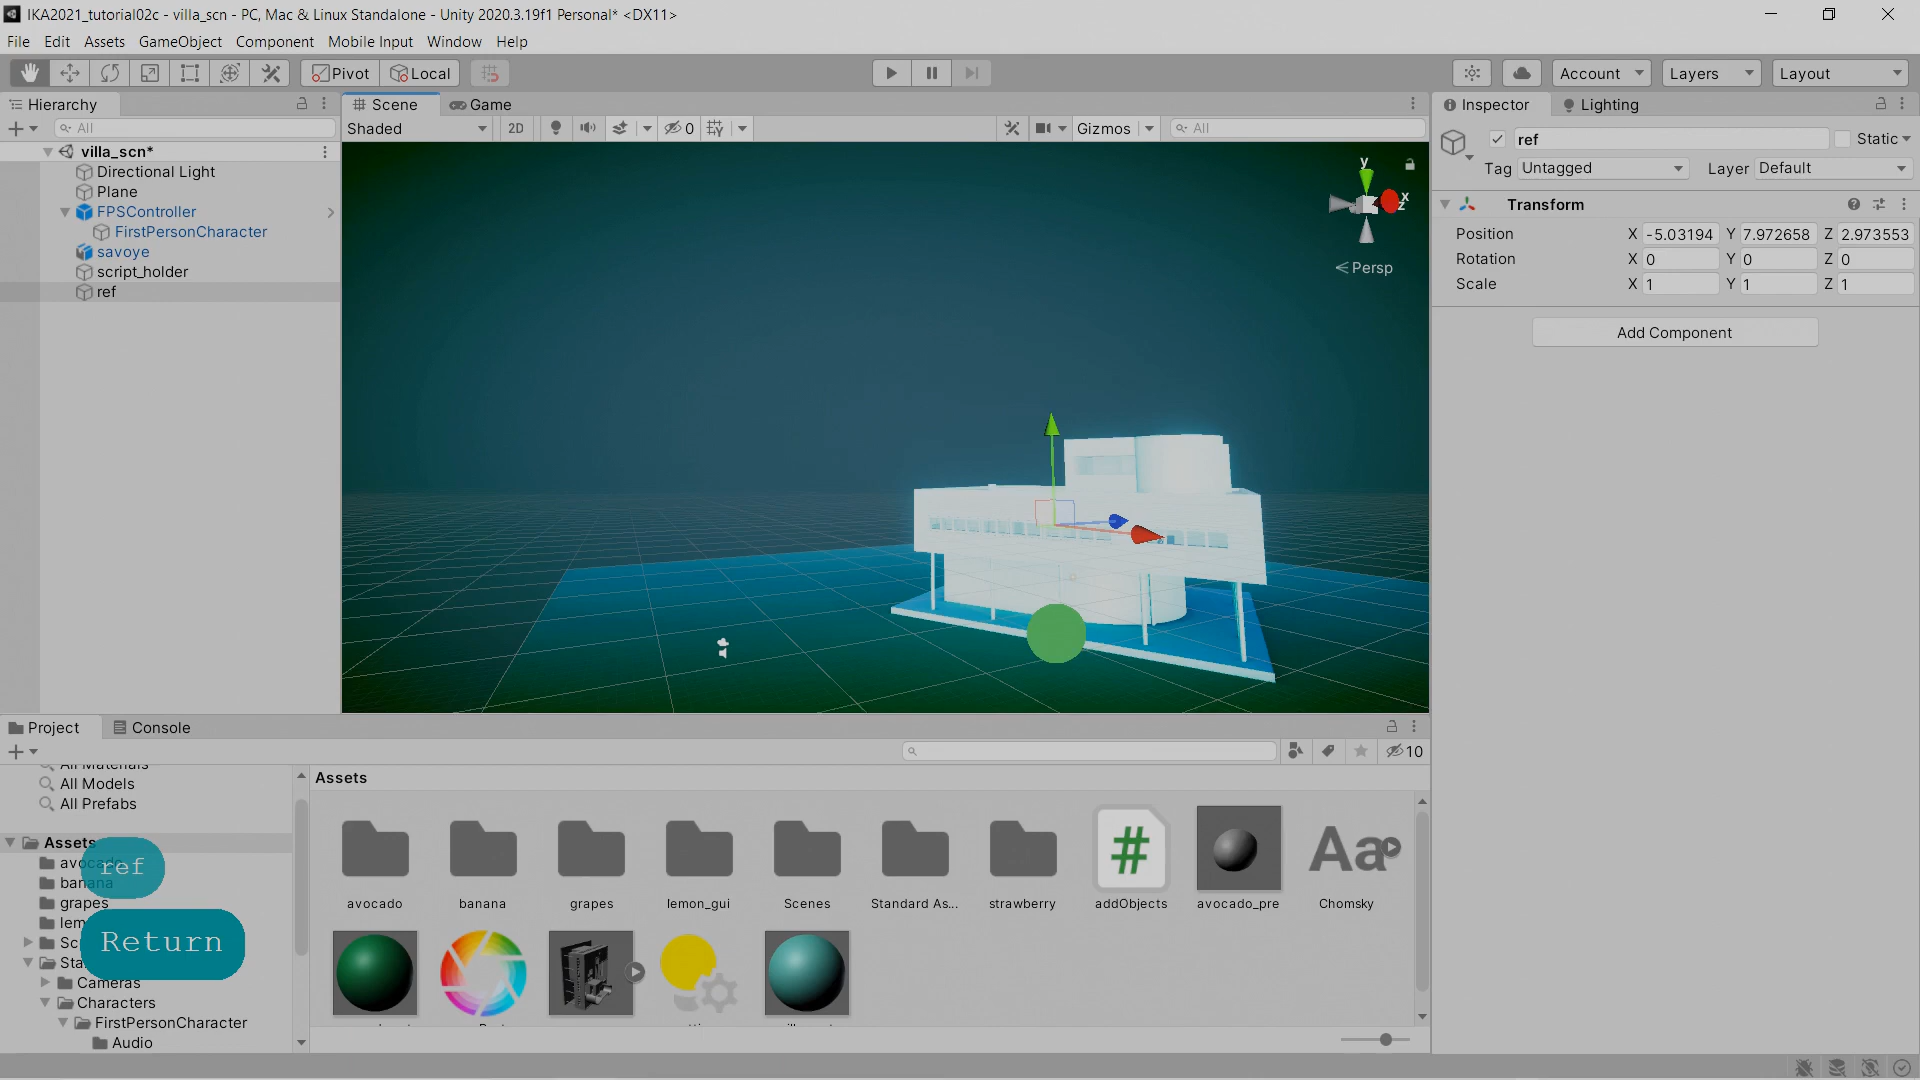 IKA2021_tutorial02c - villa_scn - PC, Mac & Linux Standalone - Unity 2020.3.19f1 Personal* <DX11>
File Edit Assets GameObject Component Mobile Input Window Help
Pivot Local Account Layers Layout
Hierarchy
All
villa_scn*
Directional Light
Plane
FPSController
FirstPersonCharacter
savoye
script_holder
ref
Scene Game
Shaded 2D 0 Gizmos All
y
x
z
Persp
Inspector Lighting
ref Static
Tag Untagged Layer Default
Transform
Position X -5.03194 Y 7.972658 Z 2.973553
Rotation X 0 Y 0 Z 0
Scale X 1 Y 1 Z 1
Add Component
Project Console
10
All Materials
All Models
All Prefabs
Assets
avocado
banana
grapes
Cameras
Characters
FirstPersonCharacter
Audio
ref
Return
Assets
avocado banana grapes lemon_gui Scenes Standard As... strawberry addObjects avocado_pre Chomsky
Aa